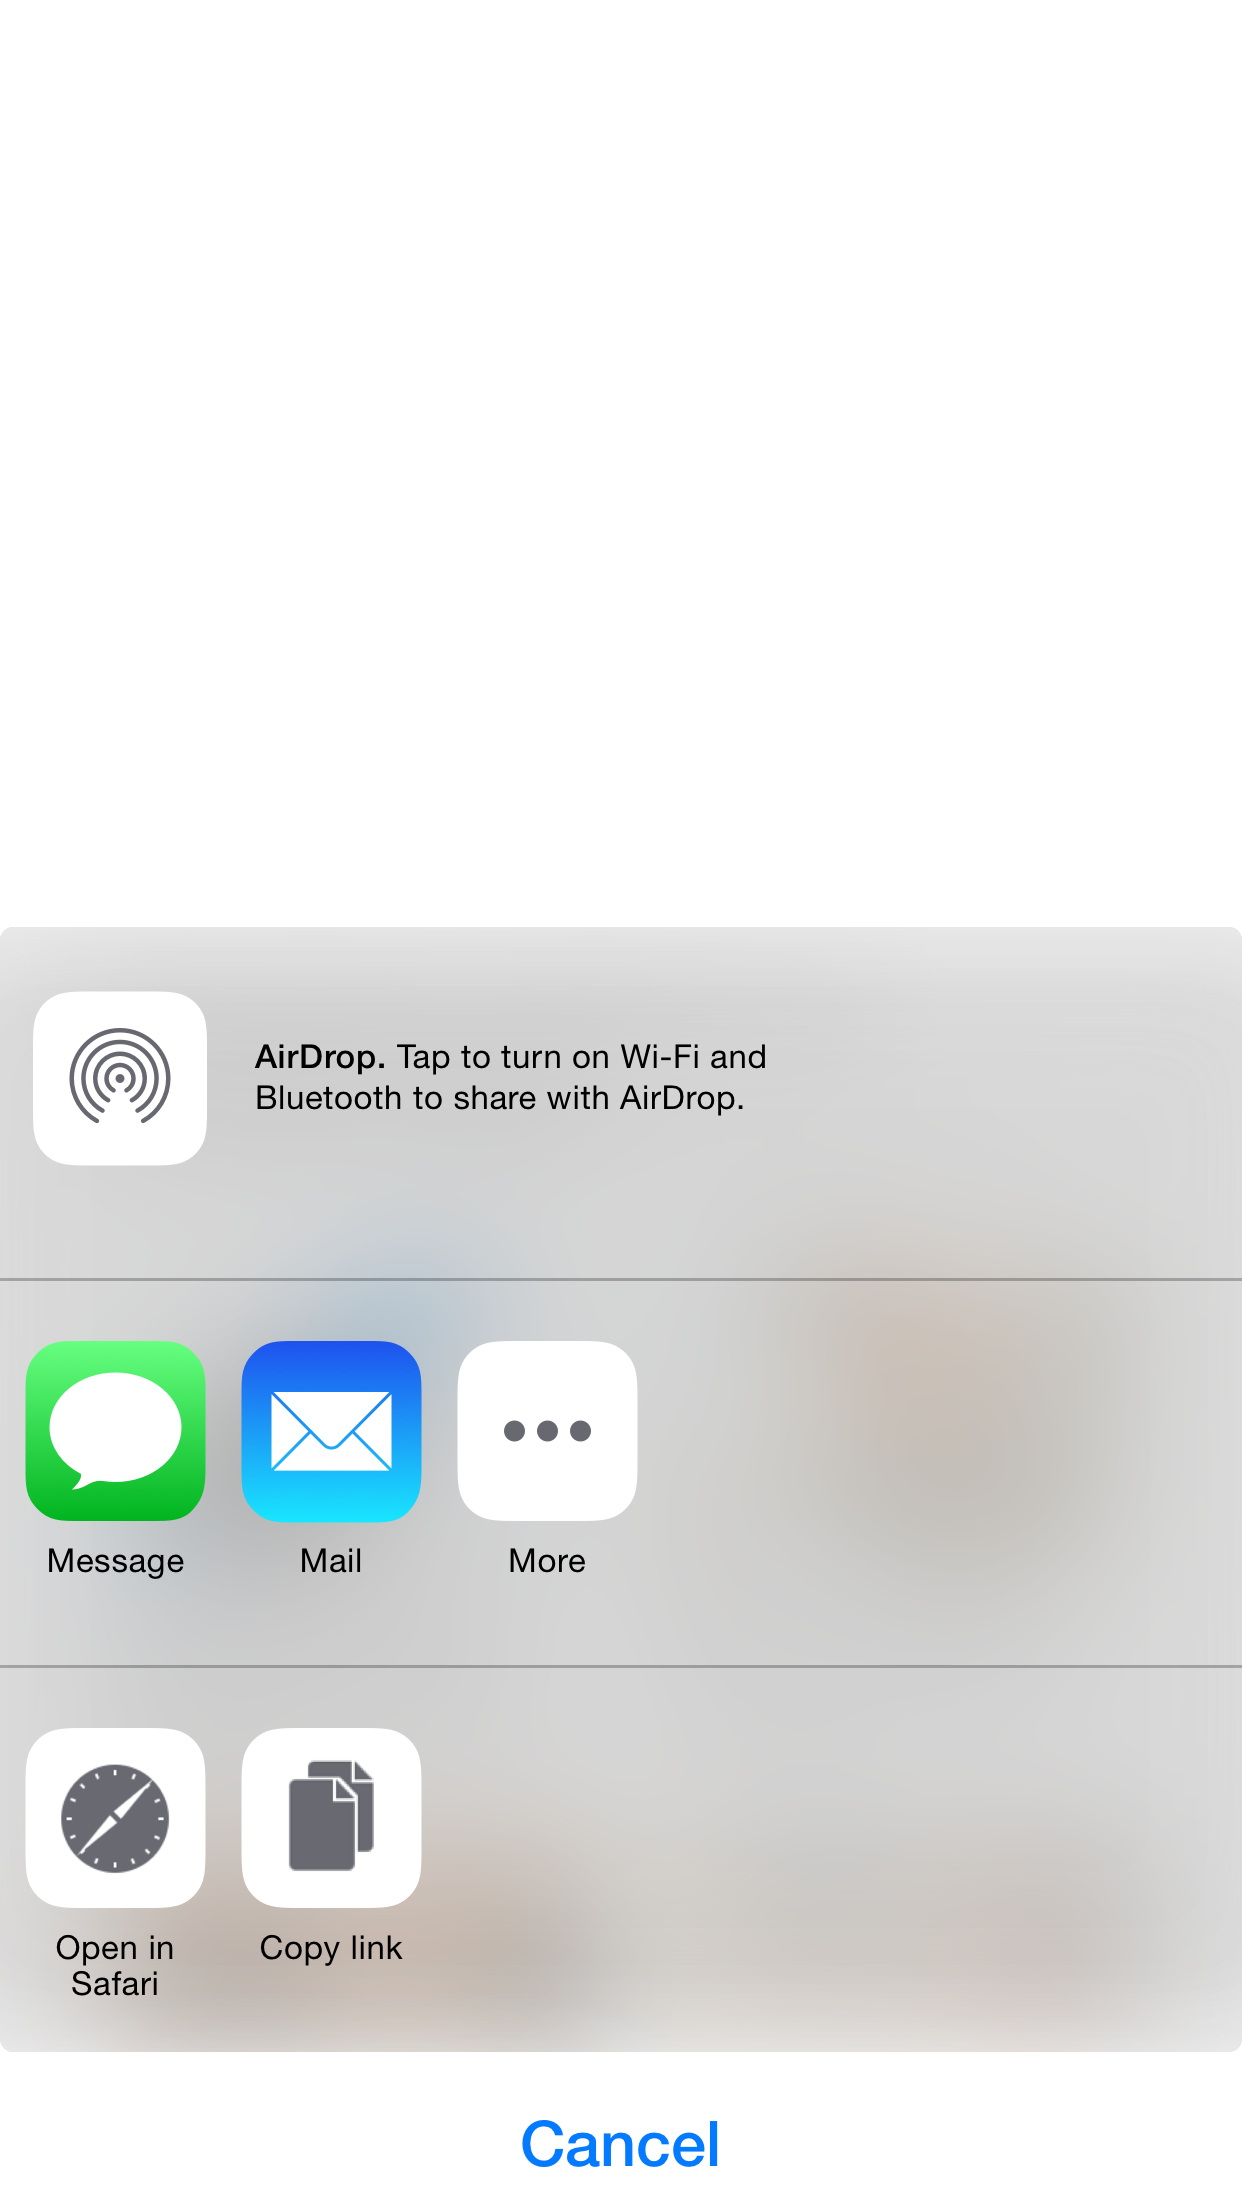 AirDrop. Tap to turn on Wi-Fi and
Bluetooth to share with AirDrop.
Message
Mail
More
Open in
Safari
Copy link
Cancel